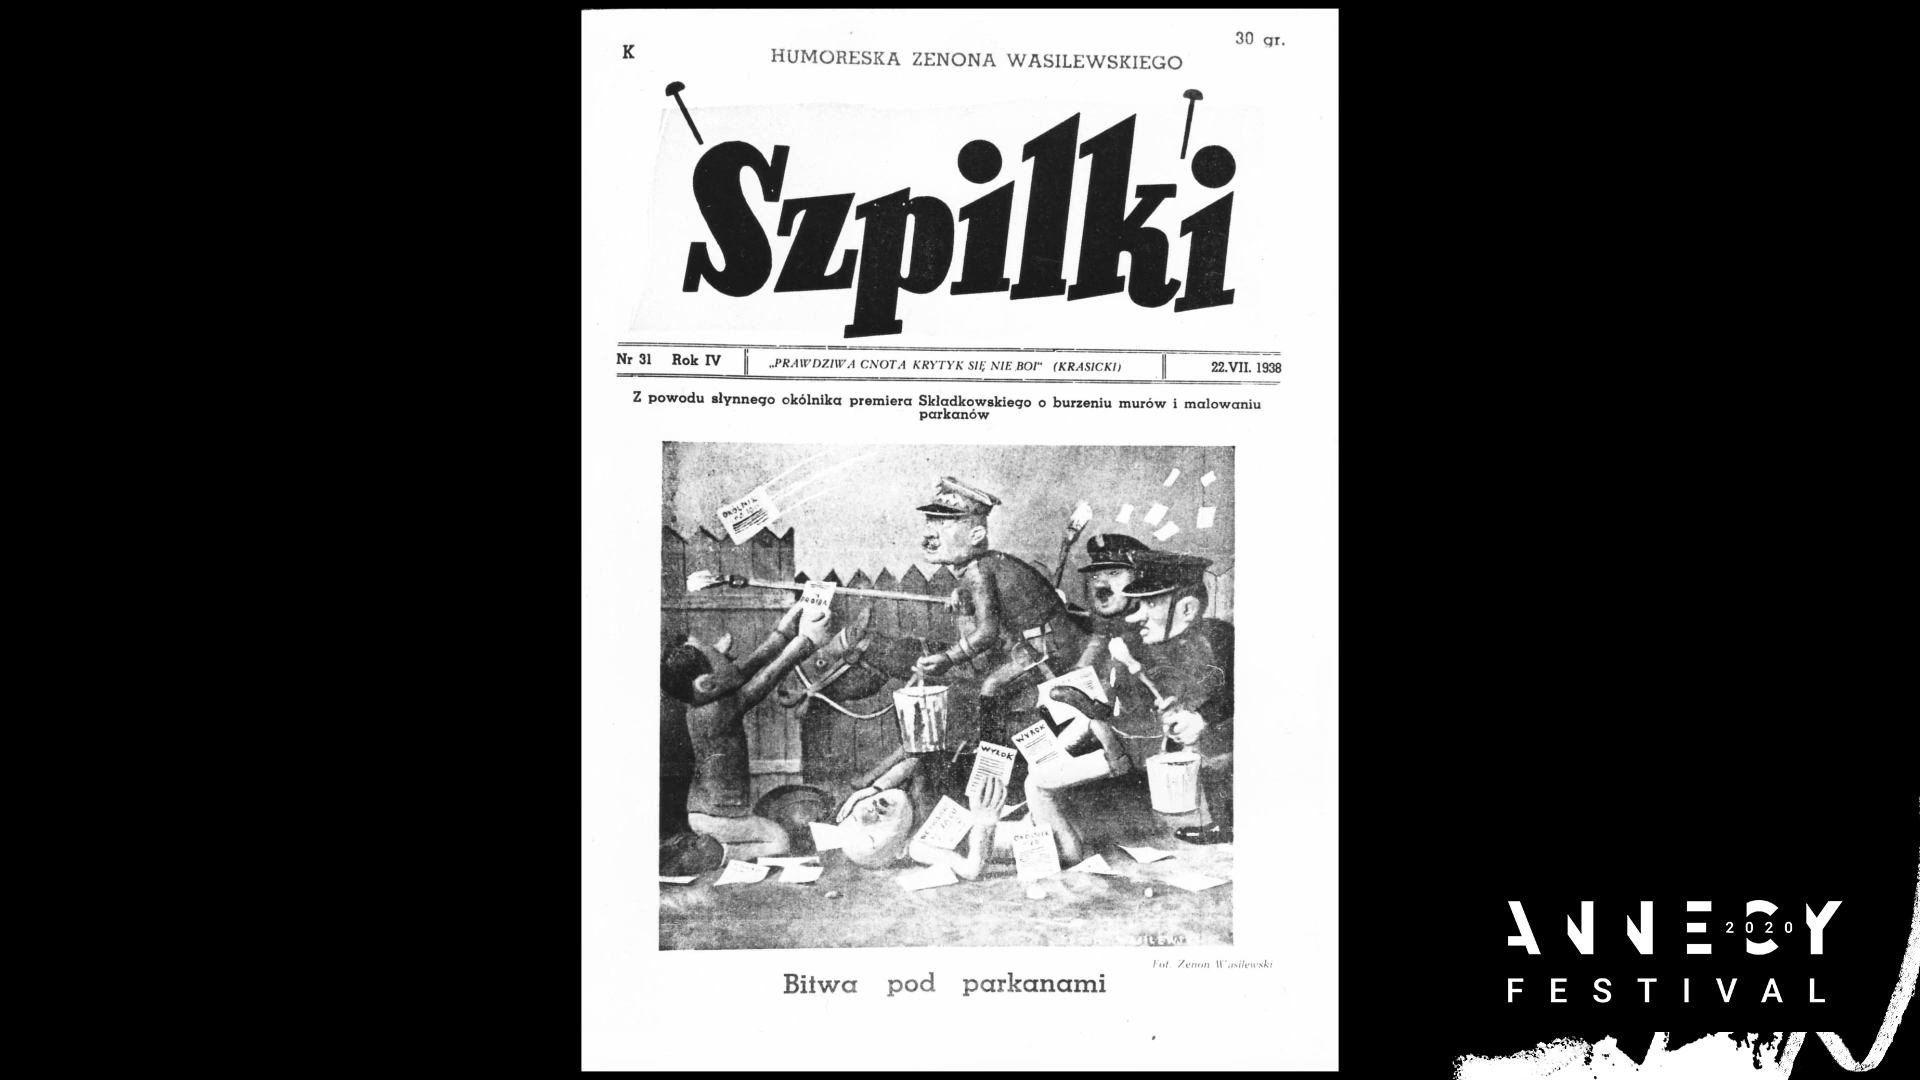 K
30 gr.
HUMORESKA ZENONA WASILEWSKIEGO
Szpilki
Nr 31 Rok IV
„PRAWDZIWA CNOTA KRYTYK SIĘ NIE BOI“ (KRASICKI)
22.VII. 1938
Z powodu słynnego okólnika premiera Składkowskiego o burzeniu murów i malowaniu
parkanów
OKÓLNIK
WYROK
WYROK
OKÓLNIK
Fot. Zenon Wasilewski
Bitwa pod parkanami
ANNECY
2020
FESTIVAL